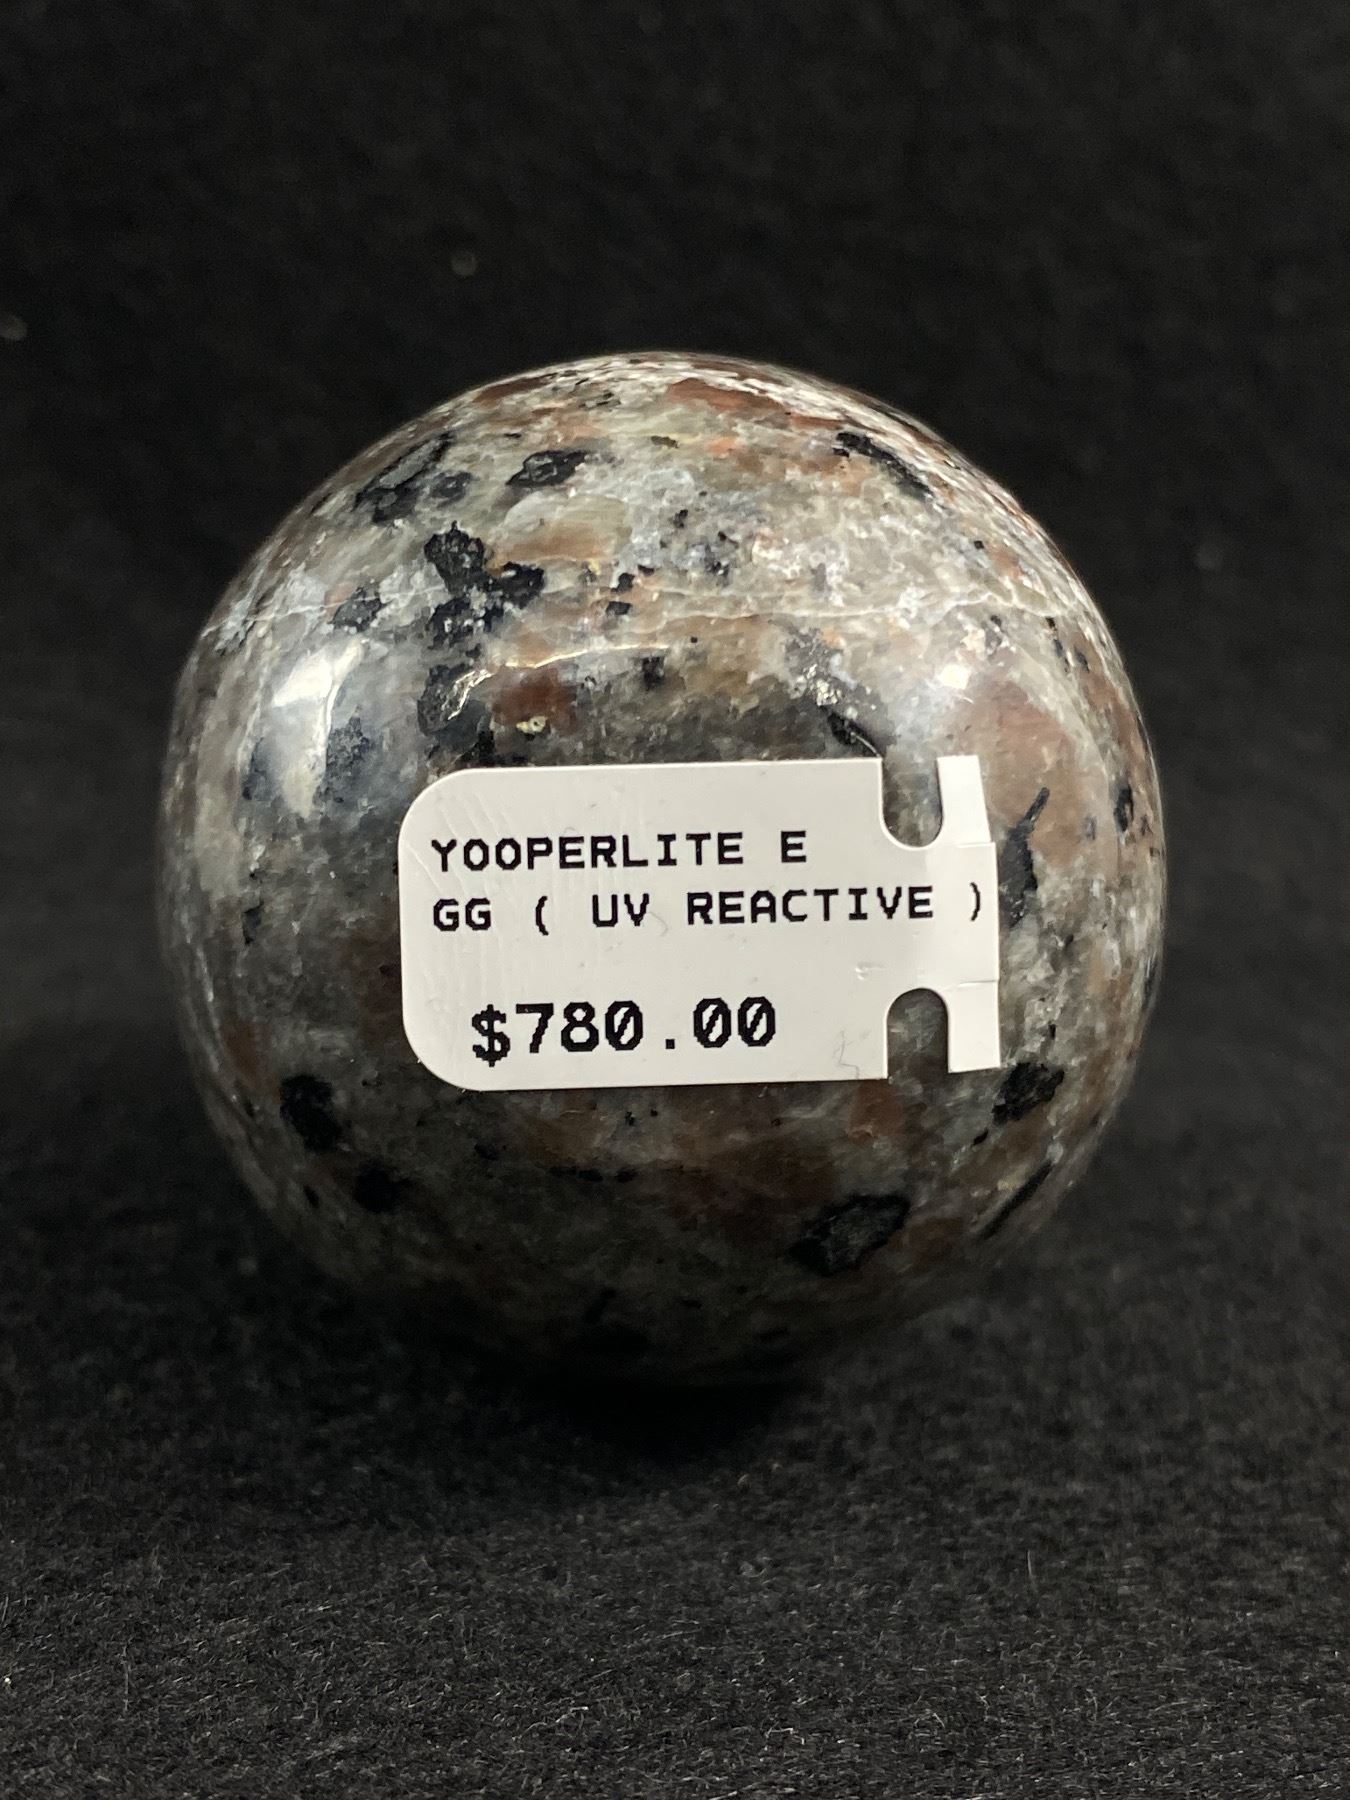 YOOPERLITE E
GG ( UV REACTIVE )
$780.00